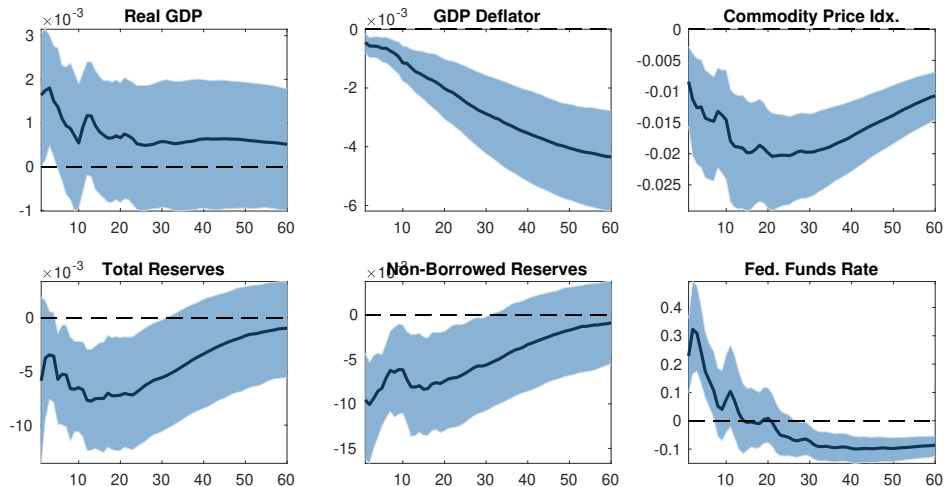 Real GDP
×10⁻³
3
2
1
0
-1
10 20 30 40 50 60
GDP Deflator
×10⁻³
0
-2
-4
-6
10 20 30 40 50 60
Commodity Price Idx.
0
-0.005
-0.01
-0.015
-0.02
-0.025
10 20 30 40 50 60
Total Reserves
×10⁻³
0
-5
-10
10 20 30 40 50 60
Non-Borrowed Reserves
×10⁻³
0
-5
-10
-15
10 20 30 40 50 60
Fed. Funds Rate
0.4
0.3
0.2
0.1
0
-0.1
10 20 30 40 50 60